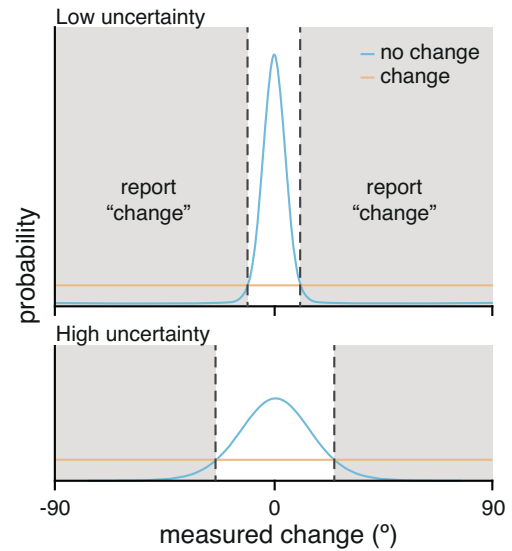 Low uncertainty
no change
change
report
“change”
report
“change”
probability
High uncertainty
-90
0
90
measured change (º)